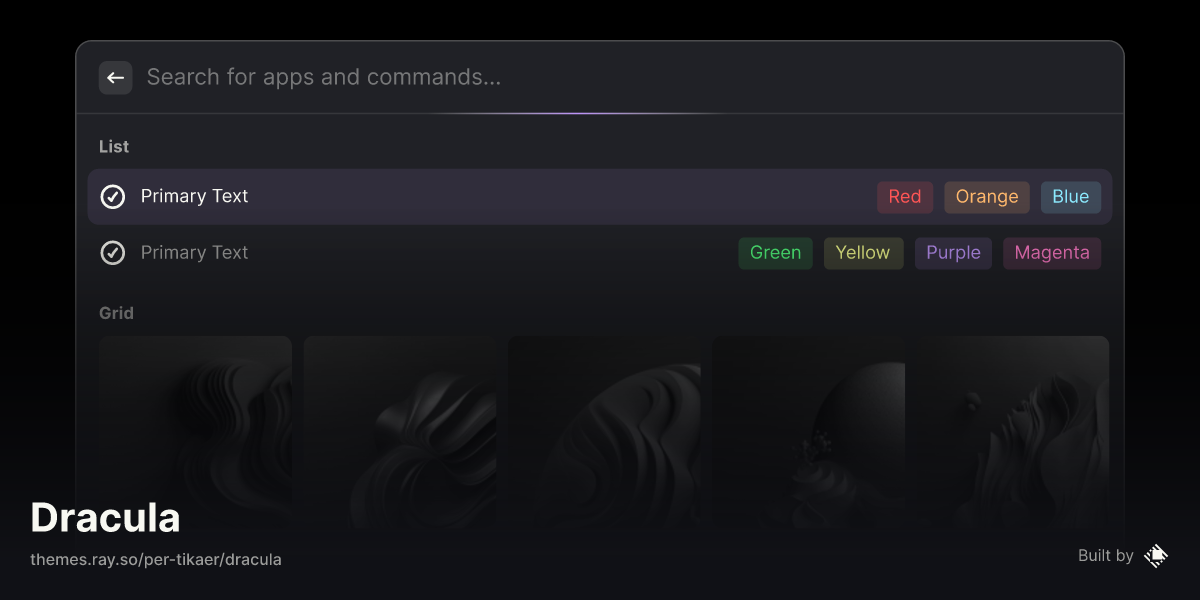 Search for apps and commands...
List
Primary Text Red Orange Blue
Primary Text Green Yellow Purple Magenta
Grid
Dracula
themes.ray.so/per-tikaer/dracula
Built by